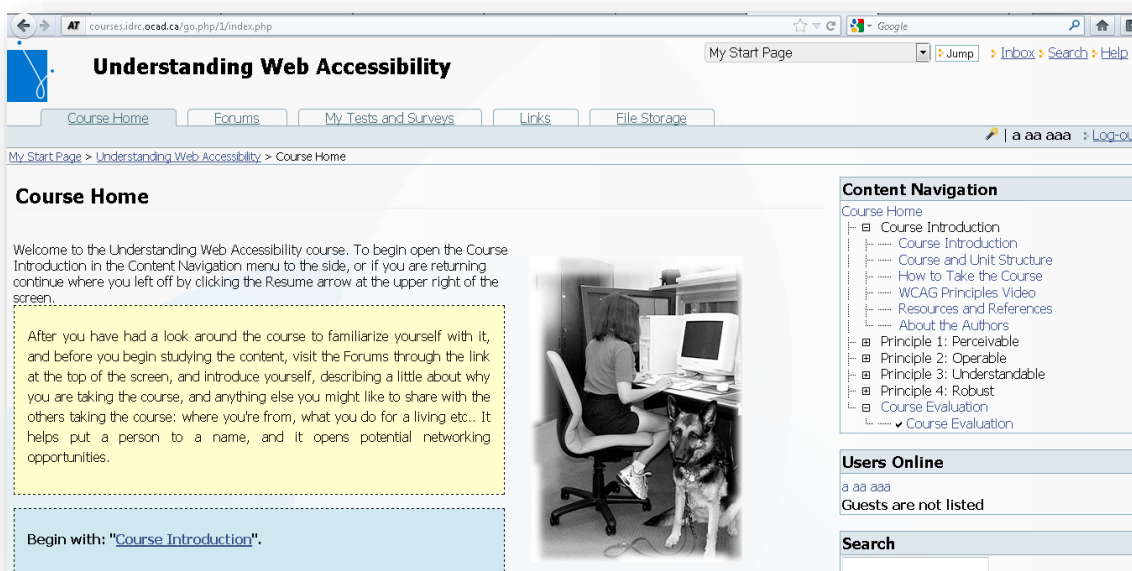 AT courses.idrc.ocad.ca/go.php/1/index.php
Google
Understanding Web Accessibility
My Start Page
Jump
Inbox Search Help
Course Home Forums My Tests and Surveys Links File Storage
| a aa aaa Log-ou
My Start Page > Understanding Web Accessibility > Course Home
Course Home
Welcome to the Understanding Web Accessibility course. To begin open the Course
Introduction in the Content Navigation menu to the side, or if you are returning
continue where you left off by clicking the Resume arrow at the upper right of the
screen.
After you have had a look around the course to familiarize yourself with it,
and before you begin studying the content, visit the Forums through the link
at the top of the screen, and introduce yourself, describing a little about why
you are taking the course, and anything else you might like to share with the
others taking the course: where you're from, what you do for a living etc.. It
helps put a person to a name, and it opens potential networking
opportunities.
Begin with: "Course Introduction".
Content Navigation
Course Home
Course Introduction
Course Introduction
Course and Unit Structure
How to Take the Course
WCAG Principles Video
Resources and References
About the Authors
Principle 1: Perceivable
Principle 2: Operable
Principle 3: Understandable
Principle 4: Robust
Course Evaluation
Course Evaluation
Users Online
a aa aaa
Guests are not listed
Search